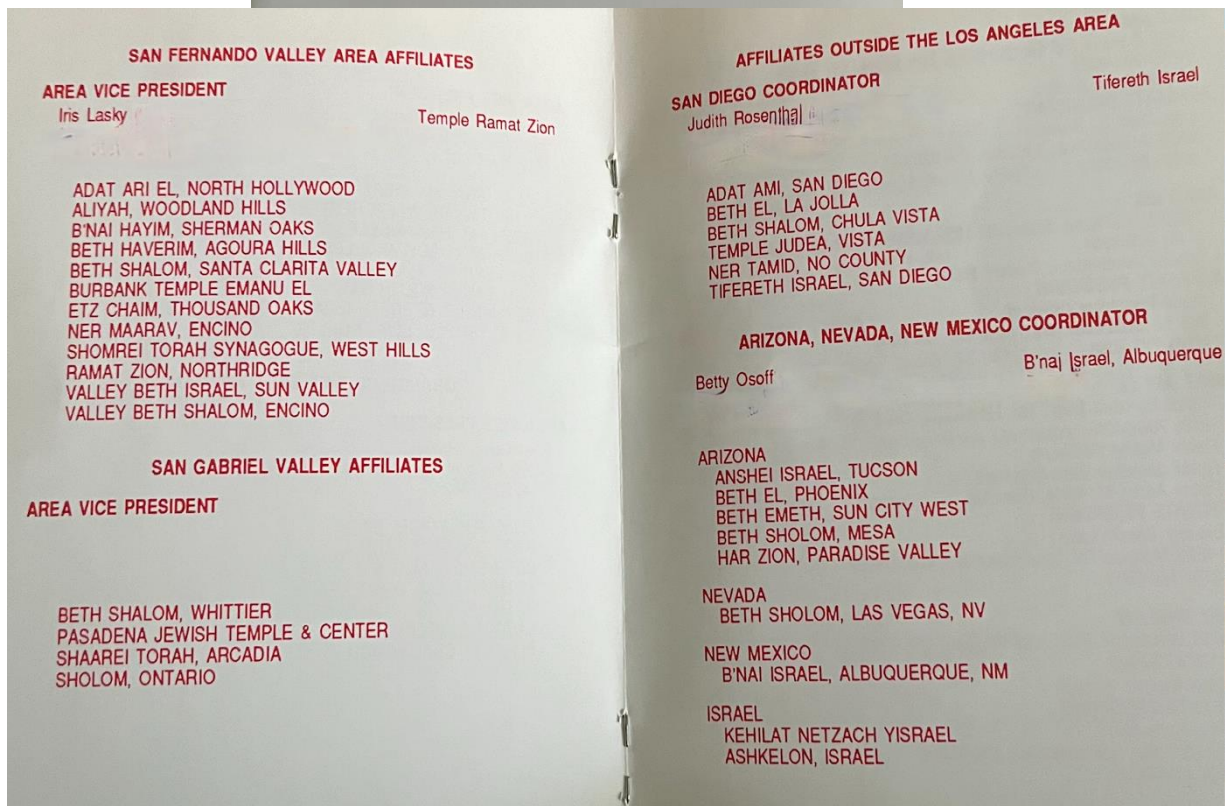 SAN FERNANDO VALLEY AREA AFFILIATES
AREA VICE PRESIDENT
Iris Lasky Temple Ramat Zion
ADAT ARI EL, NORTH HOLLYWOOD
ALIYAH, WOODLAND HILLS
B'NAI HAYIM, SHERMAN OAKS
BETH HAVERIM, AGOURA HILLS
BETH SHALOM, SANTA CLARITA VALLEY
BURBANK TEMPLE EMANU EL
ETZ CHAIM, THOUSAND OAKS
NER MAARAV, ENCINO
SHOMREI TORAH SYNAGOGUE, WEST HILLS
RAMAT ZION, NORTHRIDGE
VALLEY BETH ISRAEL, SUN VALLEY
VALLEY BETH SHALOM, ENCINO
SAN GABRIEL VALLEY AFFILIATES
AREA VICE PRESIDENT
BETH SHALOM, WHITTIER
PASADENA JEWISH TEMPLE & CENTER
SHAAREI TORAH, ARCADIA
SHOLOM, ONTARIO
AFFILIATES OUTSIDE THE LOS ANGELES AREA
SAN DIEGO COORDINATOR
Judith Rosenthal Tifereth Israel
ADAT AMI, SAN DIEGO
BETH EL, LA JOLLA
BETH SHALOM, CHULA VISTA
TEMPLE JUDEA, VISTA
NER TAMID, NO COUNTY
TIFERETH ISRAEL, SAN DIEGO
ARIZONA, NEVADA, NEW MEXICO COORDINATOR
Betty Osoff B'nai Israel, Albuquerque
ARIZONA
ANSHEI ISRAEL, TUCSON
BETH EL, PHOENIX
BETH EMETH, SUN CITY WEST
BETH SHOLOM, MESA
HAR ZION, PARADISE VALLEY
NEVADA
BETH SHOLOM, LAS VEGAS, NV
NEW MEXICO
B'NAI ISRAEL, ALBUQUERQUE, NM
ISRAEL
KEHILAT NETZACH YISRAEL
ASHKELON, ISRAEL